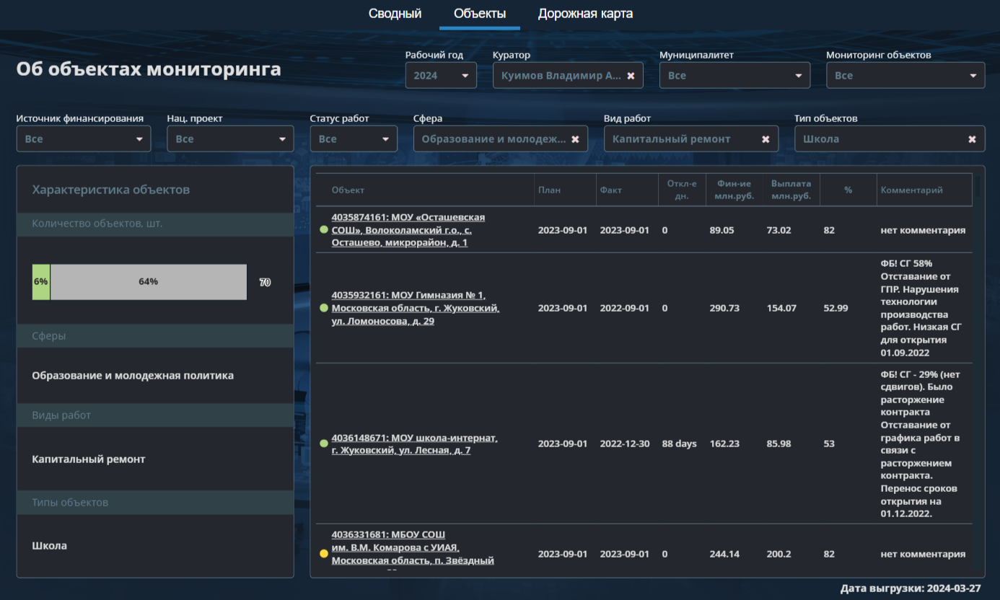 Сводный
Объекты
Дорожная карта
Об объектах мониторинга
Рабочий год
2024
Куратор
Куимов Владимир А...
Муниципалитет
Все
Мониторинг объектов
Все
Источник финансирования
Все
Нац. проект
Все
Статус работ
Все
Сфера
Образование и молодеж...
Вид работ
Капитальный ремонт
Тип объектов
Школа
Характеристика объектов
Количество объектов, шт.
6%
64%
70
Сферы
Образование и молодежная политика
Виды работ
Капитальный ремонт
Типы объектов
Школа
Объект
План
Факт
Откл-е
дн.
Фин-ие
млн.руб.
Выплата
млн.руб.
%
Комментарий
4035874161: МОУ «Осташевская
СОШ», Волоколамский г.о., с.
Осташево, микрорайон, д. 1
2023-09-01
2023-09-01
0
89.05
73.02
82
нет комментария
4035932161: МОУ Гимназия № 1,
Московская область, г. Жуковский,
ул. Ломоносова, д. 29
2023-09-01
2022-09-01
0
290.73
154.07
52.99
ФБ! СГ 58%
Отставание от
ГПР. Нарушения
технологии
производства
работ. Низкая СГ
для открытия
01.09.2022
4036148671: МОУ школа-интернат,
г. Жуковский, ул. Лесная, д. 7
2023-09-01
2022-12-30
88 days
162.23
85.98
53
ФБ! СГ - 29% (нет
сдвигов). Было
расторжение
контракта
Отставание от
графика работ в
связи с
расторжением
контракта.
Перенос сроков
открытия на
01.12.2022.
4036331681: МБОУ СОШ
им. В.М. Комарова с УИАЯ,
Московская область, п. Звёздный
2023-09-01
2023-09-01
0
244.14
200.2
82
нет комментария
Дата выгрузки: 2024-03-27